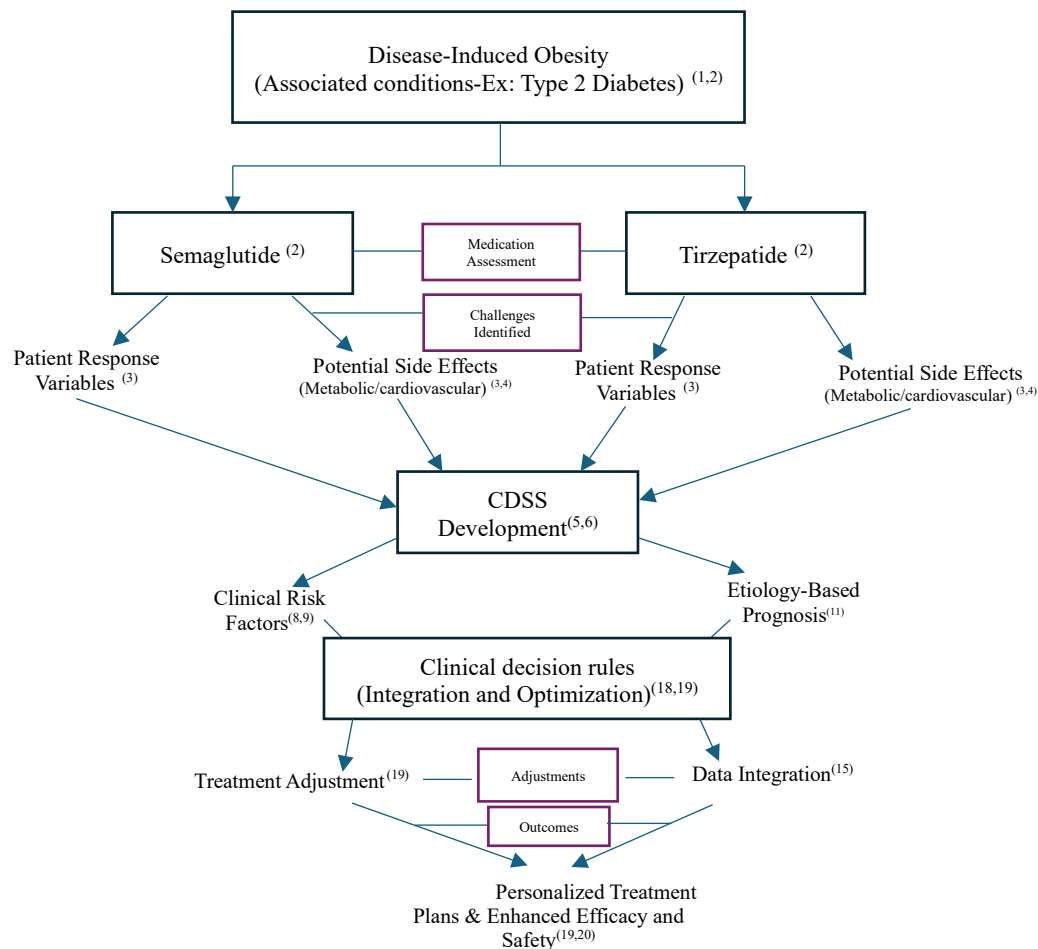 Disease-Induced Obesity
(Associated conditions-Ex: Type 2 Diabetes) (1,2)
Semaglutide (2)
Medication
Assessment
Tirzepatide (2)
Challenges
Identified
Patient Response
Variables (3)
Potential Side Effects
(Metabolic/cardiovascular) (3,4)
Patient Response
Variables (3)
Potential Side Effects
(Metabolic/cardiovascular) (3,4)
CDSS
Development(5,6)
Clinical Risk
Factors(8,9)
Etiology-Based
Prognosis(11)
Clinical decision rules
(Integration and Optimization)(18,19)
Treatment Adjustment(19)
Adjustments
Data Integration(15)
Outcomes
Personalized Treatment
Plans & Enhanced Efficacy and
Safety(19,20)